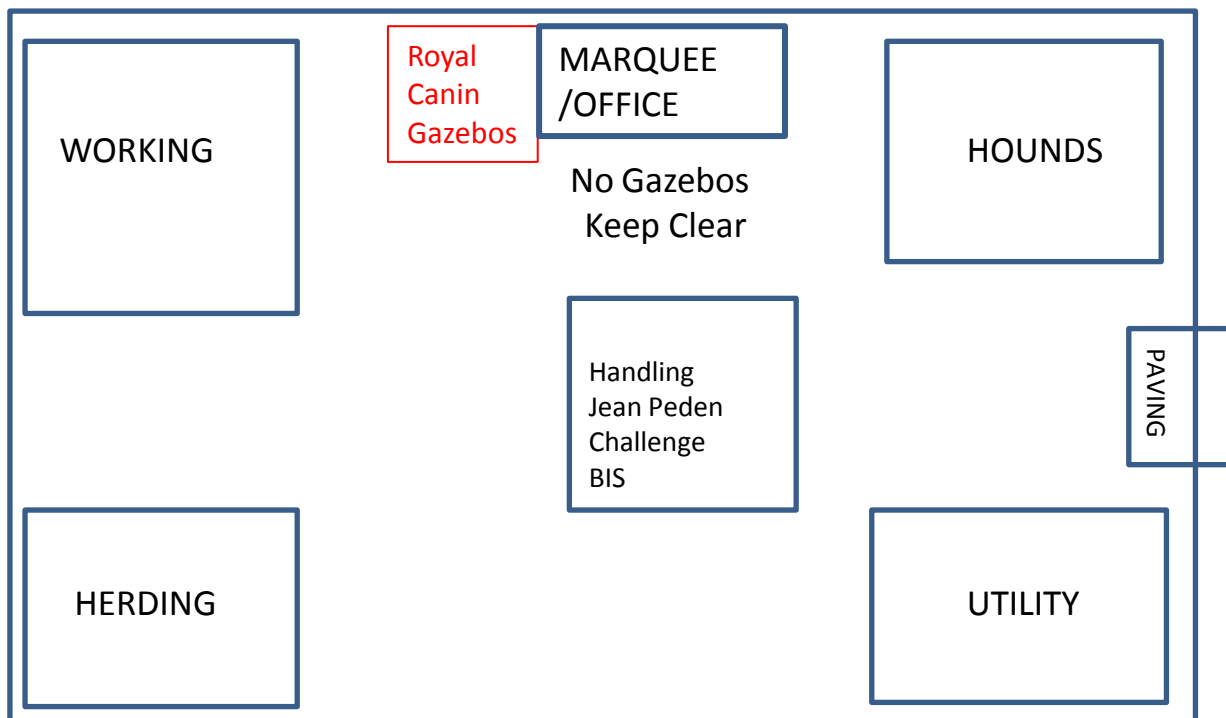 Royal
Canin
Gazebos
MARQUEE
/OFFICE
WORKING
HOUNDS
No Gazebos
Keep Clear
Handling
Jean Peden
Challenge
BIS
PAVING
HERDING
UTILITY